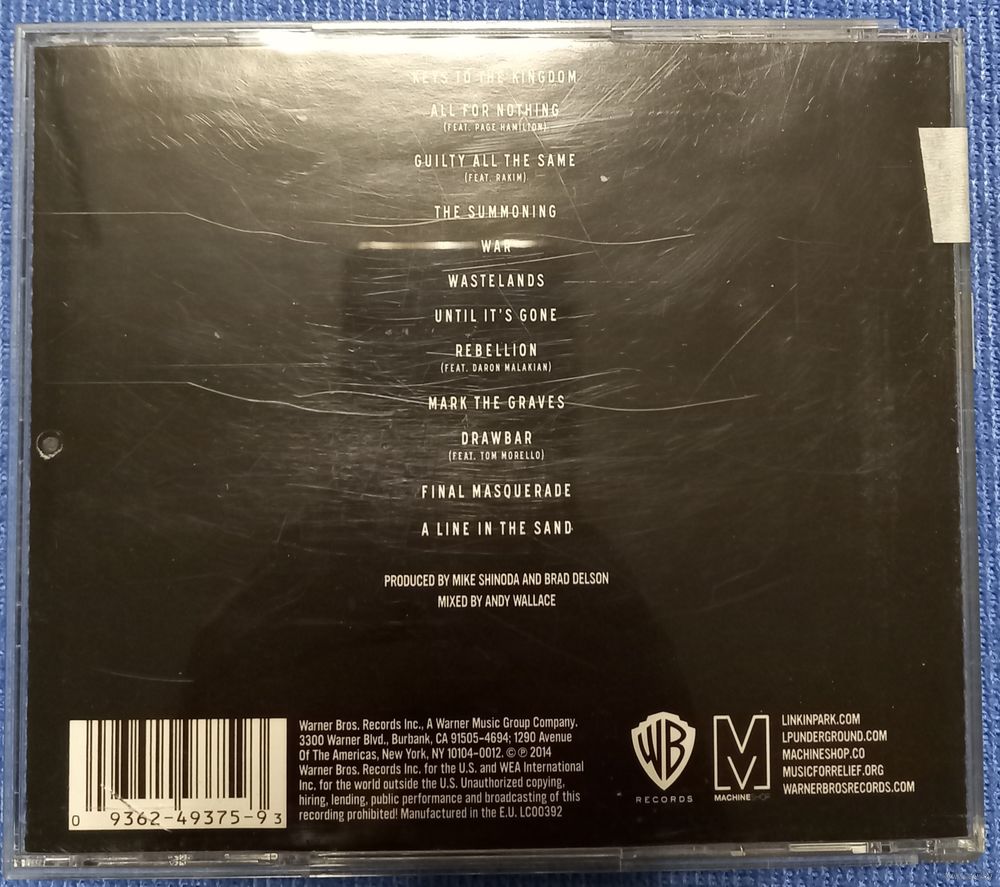 KEYS TO THE KINGDOM
ALL FOR NOTHING
(FEAT. PAGE HAMILTON)
GUILTY ALL THE SAME
(FEAT. RAKIM)
THE SUMMONING
WAR
WASTELANDS
UNTIL IT'S GONE
REBELLION
(FEAT. DARON MALAKIAN)
MARK THE GRAVES
DRAWBAR
(FEAT. TOM MORELLO)
FINAL MASQUERADE
A LINE IN THE SAND
PRODUCED BY MIKE SHINODA AND BRAD DELSON
MIXED BY ANDY WALLACE
0 9362-49375-9 3
Warner Bros. Records Inc., A Warner Music Group Company.
3300 Warner Blvd., Burbank, CA 91505-4694; 1290 Avenue
Of The Americas, New York, NY 10104-0012. © ℗ 2014
Warner Bros. Records Inc. for the U.S. and WEA International
Inc. for the world outside the U.S. Unauthorized copying,
hiring, lending, public performance and broadcasting of this
recording prohibited! Manufactured in the E.U. LC00392
WB
RECORDS
M
MACHINE SHOP
LINKINPARK.COM
LPUNDERGROUND.COM
MACHINESHOP.CO
MUSICFORRELIEF.ORG
WARNERBROSRECORDS.COM